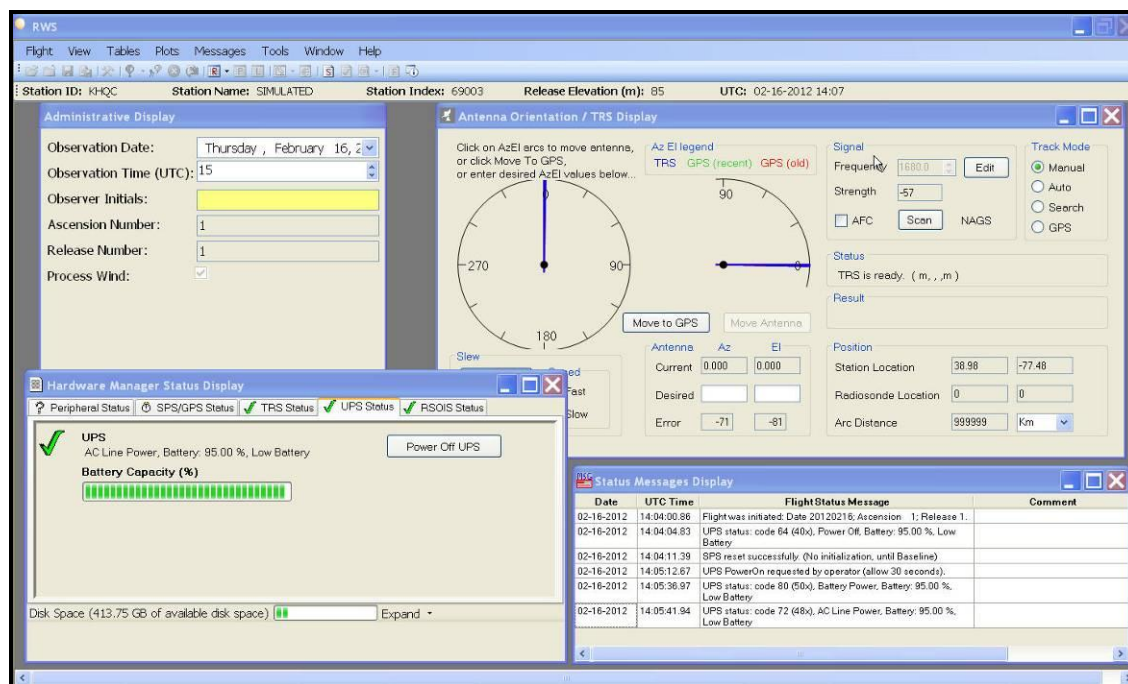 RWS
Flight View Tables Plots Messages Tools Window Help
Station ID: KHQC Station Name: SIMULATED Station Index: 69003 Release Elevation (m): 85 UTC: 02-16-2012 14:07
Administrative Display
Observation Date: Thursday , February 16, 2
Observation Time (UTC): 15
Observer Initials:
Ascension Number: 1
Release Number: 1
Process Wind:
Antenna Orientation / TRS Display
Click on AzEl arcs to move antenna,
or click Move To GPS,
or enter desired AzEl values below...
Az El legend
TRS GPS (recent) GPS (old)
0
270 90
180
90
0
Move to GPS Move Antenna
Slew
Fast
Slow
Antenna Az El
Current 0.000 0.000
Desired
Error -71 -81
Signal
Frequency 1680.0 Edit
Strength -57
AFC Scan NAGS
Track Mode
Manual
Auto
Search
GPS
Status
TRS is ready. ( m, , ,m )
Result
Position
Station Location 38.98 -77.48
Radiosonde Location 0 0
Arc Distance 999999 Km
Hardware Manager Status Display
? Peripheral Status SPS/GPS Status TRS Status UPS Status RSOIS Status
UPS
AC Line Power, Battery: 95.00 %, Low Battery
Power Off UPS
Battery Capacity (%)
Disk Space (413.75 GB of available disk space) Expand
MSG
Status Messages Display
Date UTC Time Flight Status Message Comment
02-16-2012 14:04:00.86 Flight was initiated: Date 20120216; Ascension 1; Release 1.
02-16-2012 14:04:04.83 UPS status: code 64 (40x), Power Off, Battery: 95.00 %, Low
Battery
02-16-2012 14:04:11.39 SPS reset successfully. (No initialization, until Baseline)
02-16-2012 14:05:12.67 UPS PowerOn requested by operator (allow 30 seconds).
02-16-2012 14:05:36.97 UPS status: code 80 (50x), Battery Power, Battery: 95.00 %,
Low Battery
02-16-2012 14:05:41.94 UPS status: code 72 (48x), AC Line Power, Battery: 95.00 %,
Low Battery